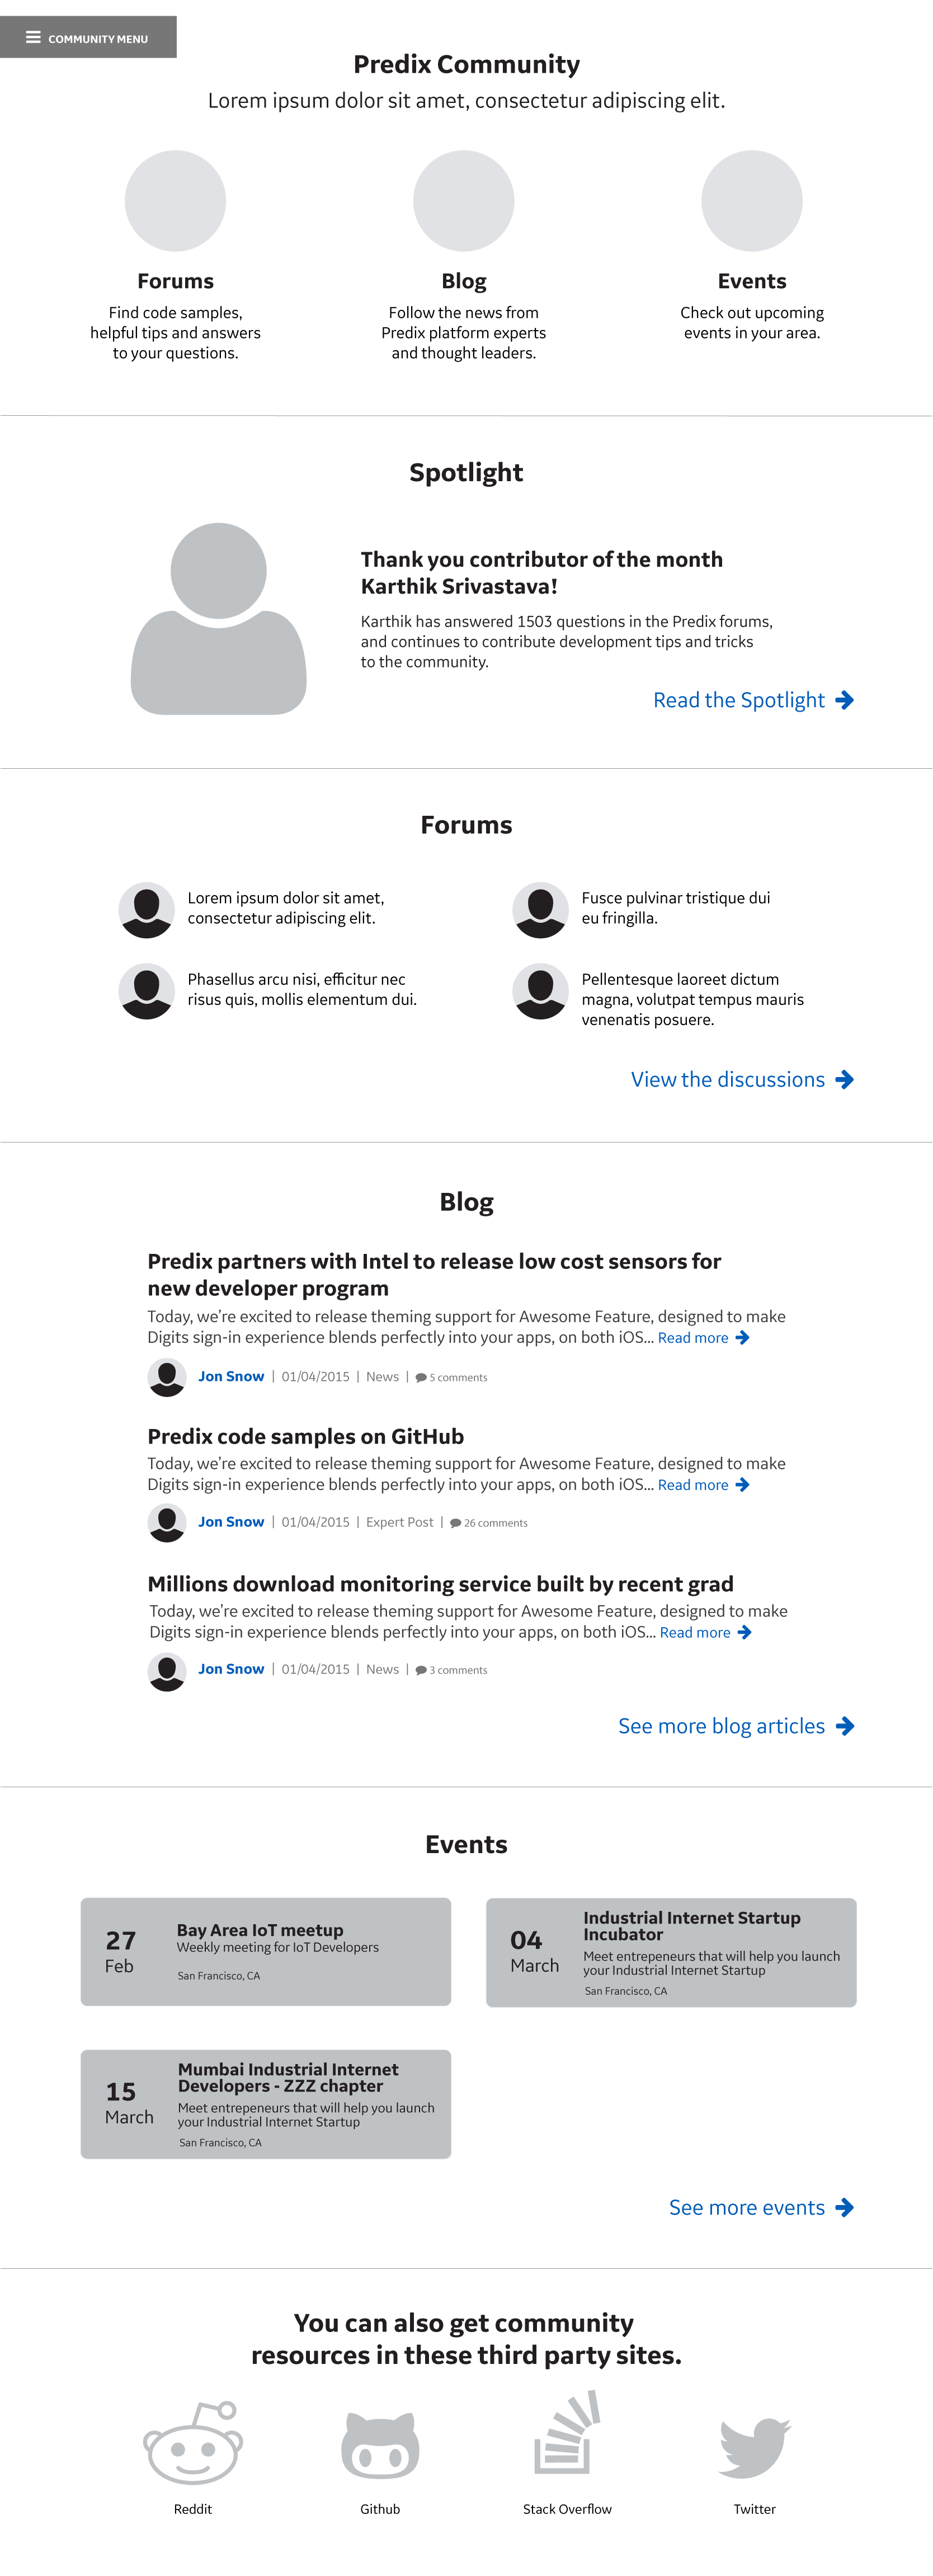 COMMUNITY MENU
Predix Community
Lorem ipsum dolor sit amet, consectetur adipiscing elit.
Forums
Find code samples,
helpful tips and answers
to your questions.
Blog
Follow the news from
Predix platform experts
and thought leaders.
Events
Check out upcoming
events in your area.
Spotlight
Thank you contributor of the month
Karthik Srivastava!
Karthik has answered 1503 questions in the Predix forums,
and continues to contribute development tips and tricks
to the community.
Read the Spotlight
Forums
Lorem ipsum dolor sit amet,
consectetur adipiscing elit.
Fusce pulvinar tristique dui
eu fringilla.
Phasellus arcu nisi, efficitur nec
risus quis, mollis elementum dui.
Pellentesque laoreet dictum
magna, volutpat tempus mauris
venenatis posuere.
View the discussions
Blog
Predix partners with Intel to release low cost sensors for
new developer program
Today, we’re excited to release theming support for Awesome Feature, designed to make
Digits sign-in experience blends perfectly into your apps, on both iOS... Read more
Jon Snow | 01/04/2015 | News | 5 comments
Predix code samples on GitHub
Today, we’re excited to release theming support for Awesome Feature, designed to make
Digits sign-in experience blends perfectly into your apps, on both iOS... Read more
Jon Snow | 01/04/2015 | Expert Post | 26 comments
Millions download monitoring service built by recent grad
Today, we’re excited to release theming support for Awesome Feature, designed to make
Digits sign-in experience blends perfectly into your apps, on both iOS... Read more
Jon Snow | 01/04/2015 | News | 3 comments
See more blog articles
Events
27
Feb
Bay Area IoT meetup
Weekly meeting for IoT Developers
San Francisco, CA
04
March
Industrial Internet Startup
Incubator
Meet entrepeneurs that will help you launch
your Industrial Internet Startup
San Francisco, CA
15
March
Mumbai Industrial Internet
Developers - ZZZ chapter
Meet entrepeneurs that will help you launch
your Industrial Internet Startup
San Francisco, CA
See more events
You can also get community
resources in these third party sites.
Reddit
Github
Stack Overflow
Twitter